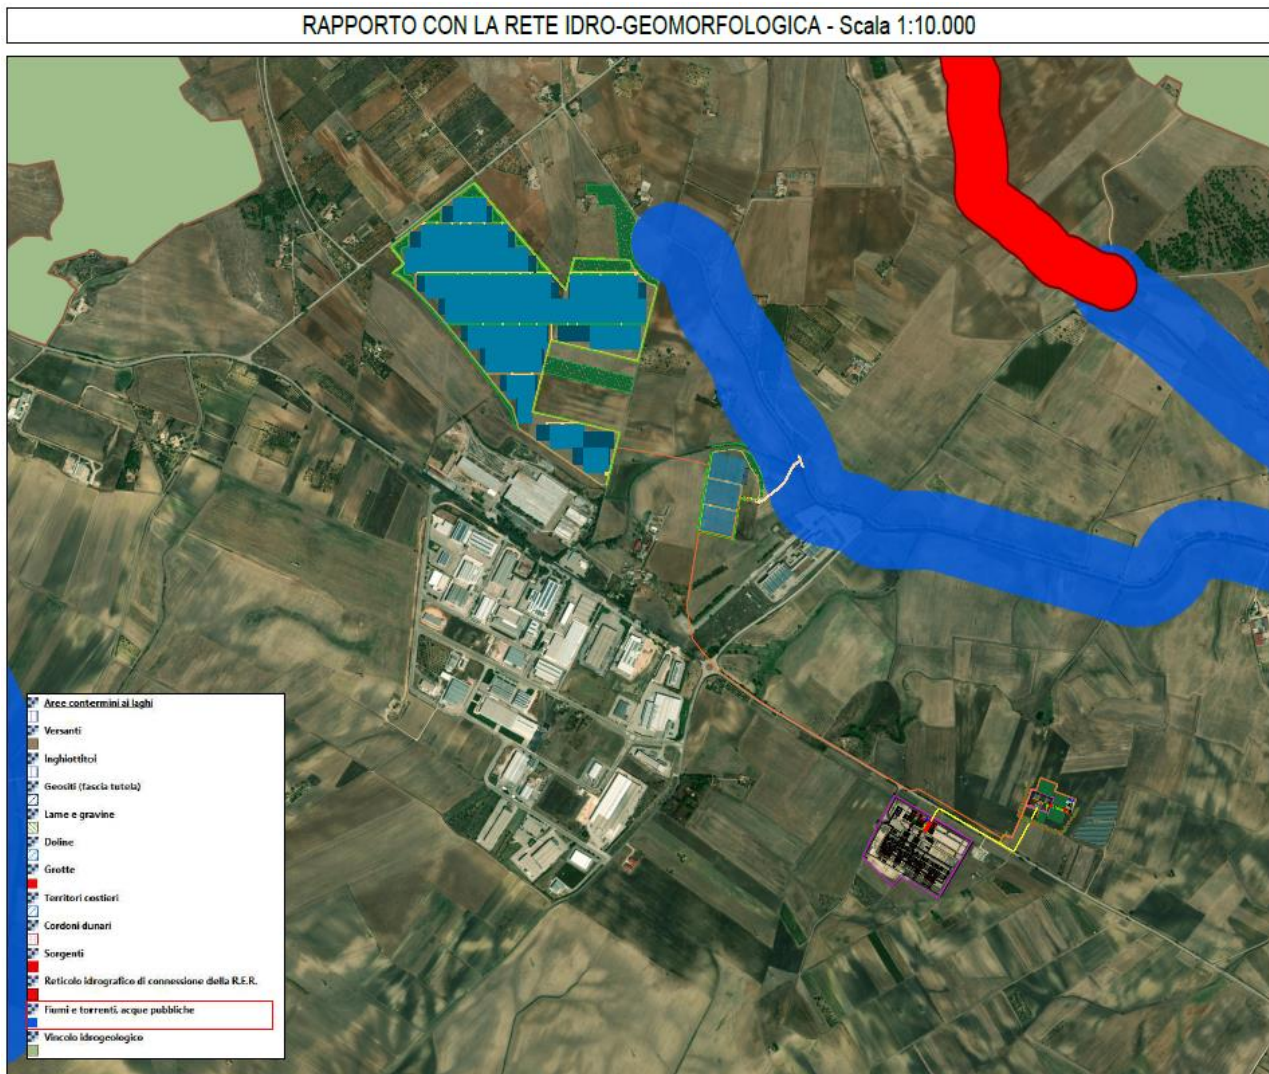 RAPPORTO CON LA RETE IDRO-GEOMORFOLOGICA - Scala 1:10.000
Aree contermini ai laghi
Versanti
Inghiottitoi
Geositi (fascia tutela)
Lame e gravine
Doline
Grotte
Territori costieri
Cordoni dunari
Sorgenti
Reticolo idrografico di connessione della R.E.R.
Fiumi e torrenti, acque pubbliche
Vincolo idrogeologico